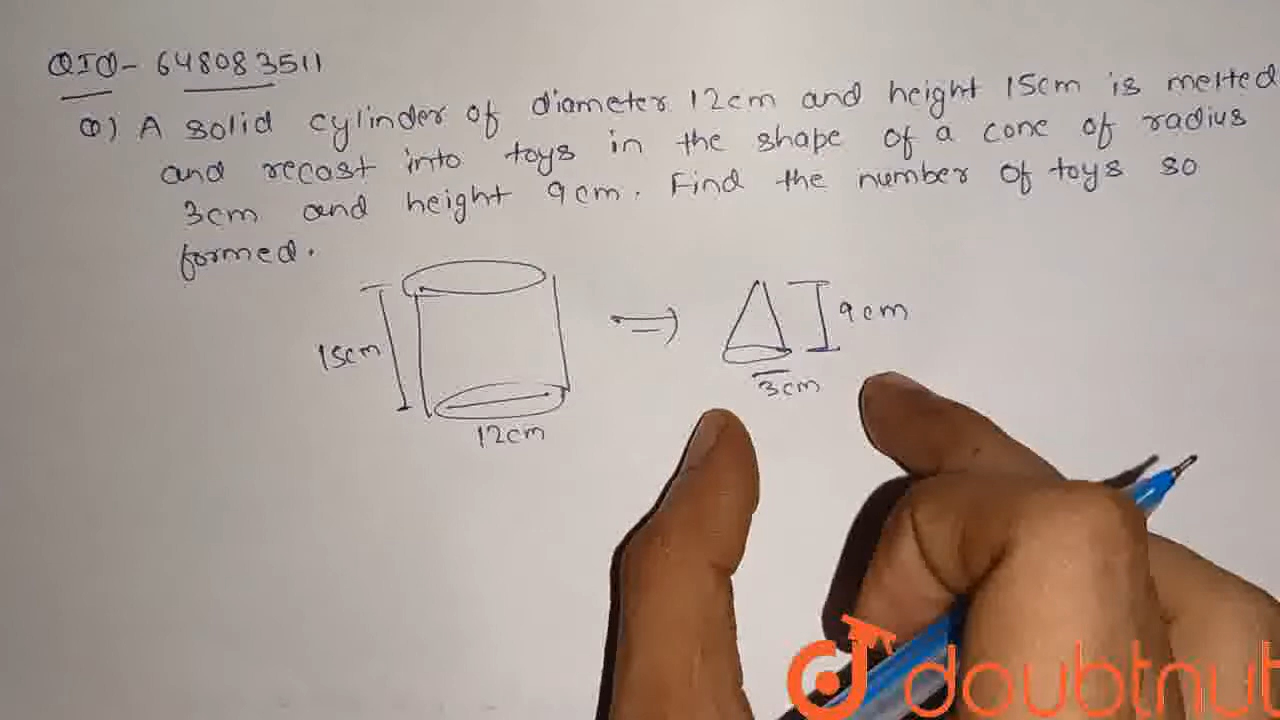 QID- 648083511
Q) A solid cylinder of diameter 12cm and height 15cm is melted
and recast into toys in the shape of a cone of radius
3cm and height 9cm. Find the number of toys so
formed.
15cm
12cm
⇒
9cm
3cm
doubtnut